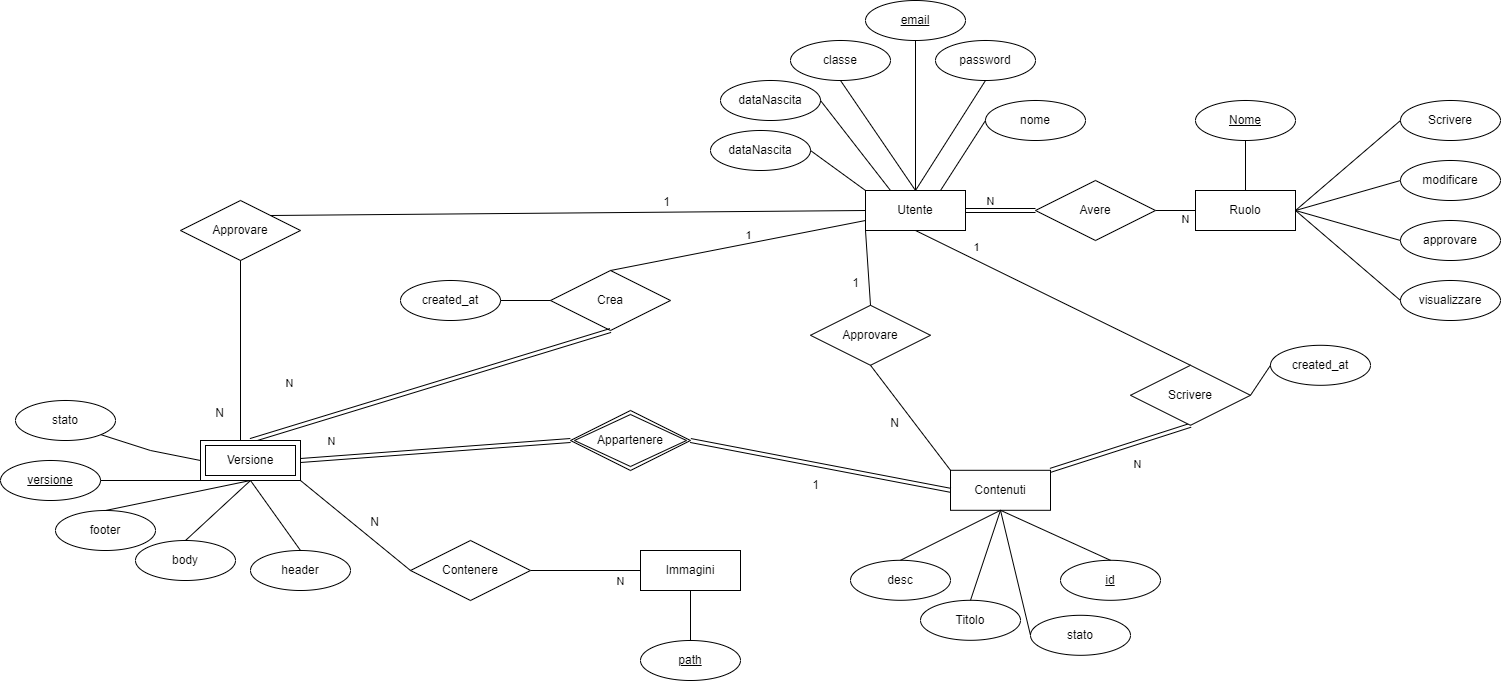 email
classe
password
dataNascita
nome
Nome
Scrivere
dataNascita
modificare
1
N
Utente
Avere
Ruolo
N
Approvare
1
1
approvare
created_at
Crea
1
visualizzare
Approvare
created_at
N
Scrivere
N
stato
N
N
Appartenere
Versione
N
1
versione
Contenuti
N
footer
body
header
Contenere
N
Immagini
desc
id
Titolo
stato
path